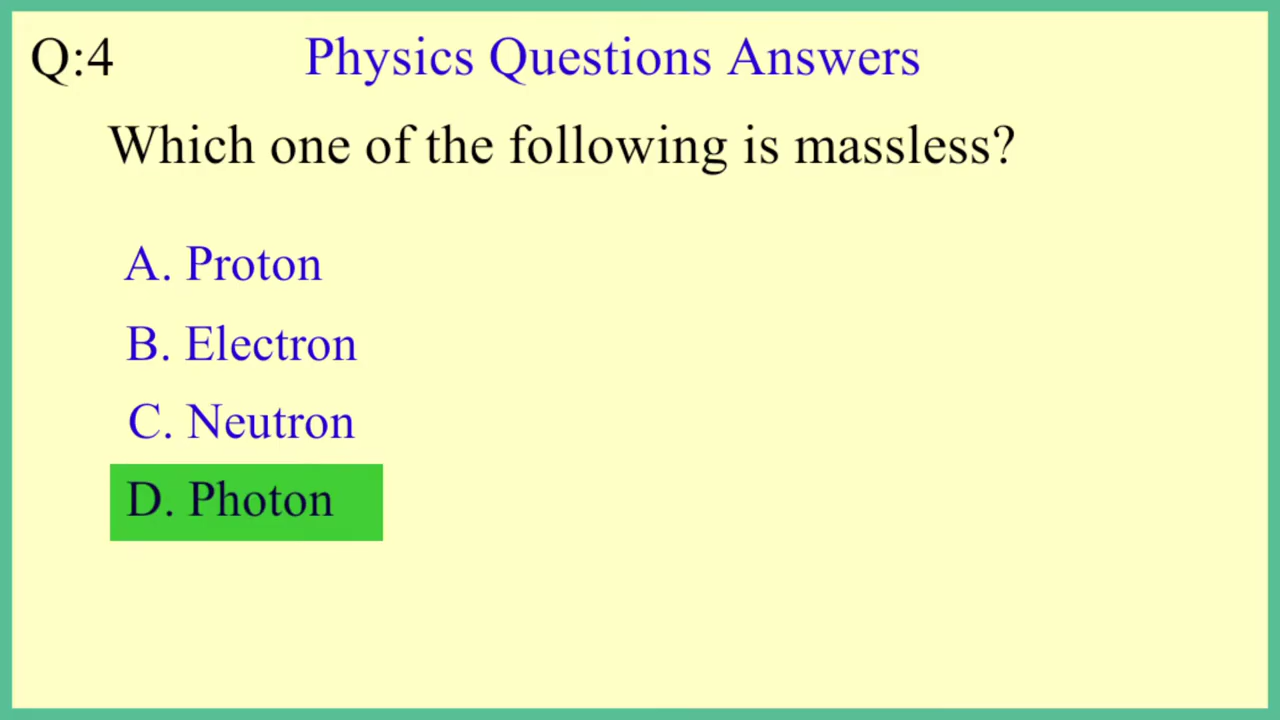 Q:4 Physics Questions Answers
Which one of the following is massless?
A. Proton
B. Electron
C. Neutron
D. Photon